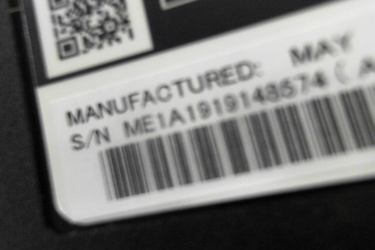 MANUFACTURED: MAY
S/N ME1A1919148574 ( A